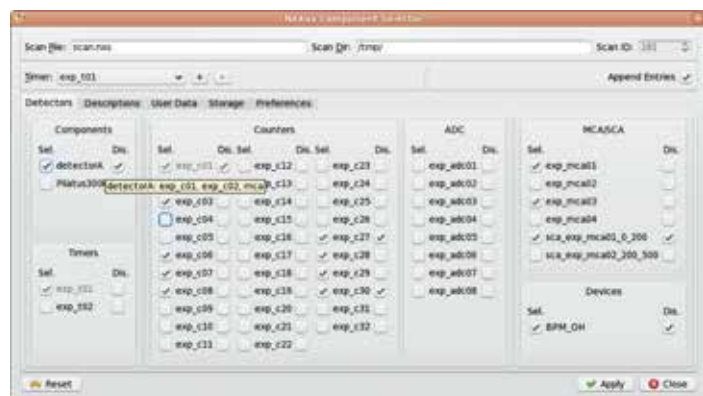 NeXus Component Selector
Scan File: scan.nxs Scan Dir: /tmp/ Scan ID: 161
Timer: exp_t01 + - Append Entries
Detectors Descriptions User Data Storage Preferences
Components Counters ADC MCA/SCA
Sel. Dis. Sel. Dis. Sel. Dis. Sel. Dis. Sel. Dis. Sel. Dis.
detectorA exp_c01 exp_c12 exp_c23 exp_adc01 exp_mca01
Pilatus300 detectorA: exp_c01, exp_c02, mca exp_c13 exp_c24 exp_adc02 exp_mca02
exp_c03 exp_c14 exp_c25 exp_adc03 exp_mca03
exp_c04 exp_c15 exp_c26 exp_adc04 exp_mca04
exp_c05 exp_c16 exp_c27 exp_adc05 sca_exp_mca01_0_200
Timers exp_c06 exp_c17 exp_c28 exp_adc06 sca_exp_mca02_200_500
Sel. Dis. exp_c07 exp_c18 exp_c29 exp_adc07
exp_t01 exp_c08 exp_c19 exp_c30 exp_adc08 Devices
exp_t02 exp_c09 exp_c20 exp_c31 Sel. Dis.
exp_c10 exp_c21 exp_c32 BPM_OH
exp_c11 exp_c22
Reset Apply Close